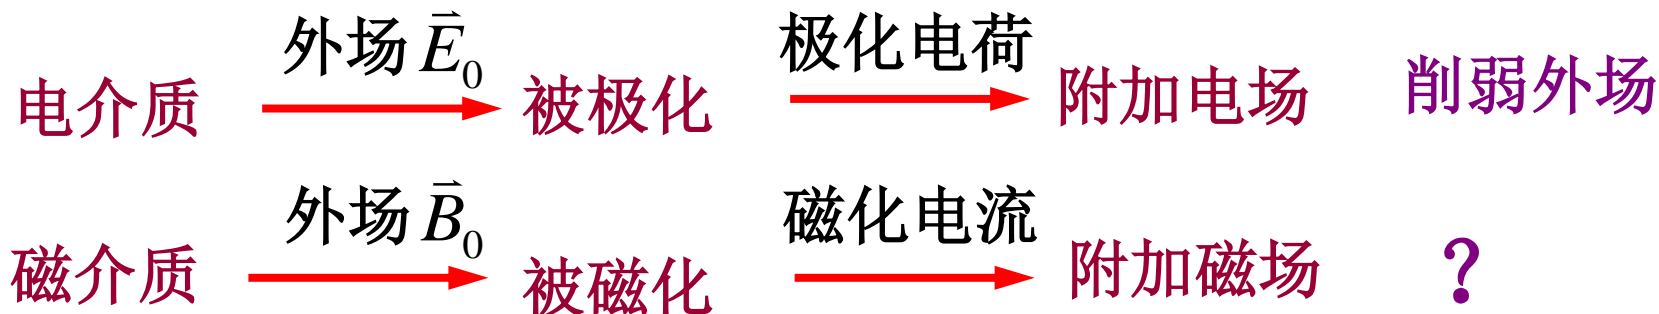 电介质 外场 E⃗₀ 被极化 极化电荷 附加电场 削弱外场
磁介质 外场 B⃗₀ 被磁化 磁化电流 附加磁场 ?